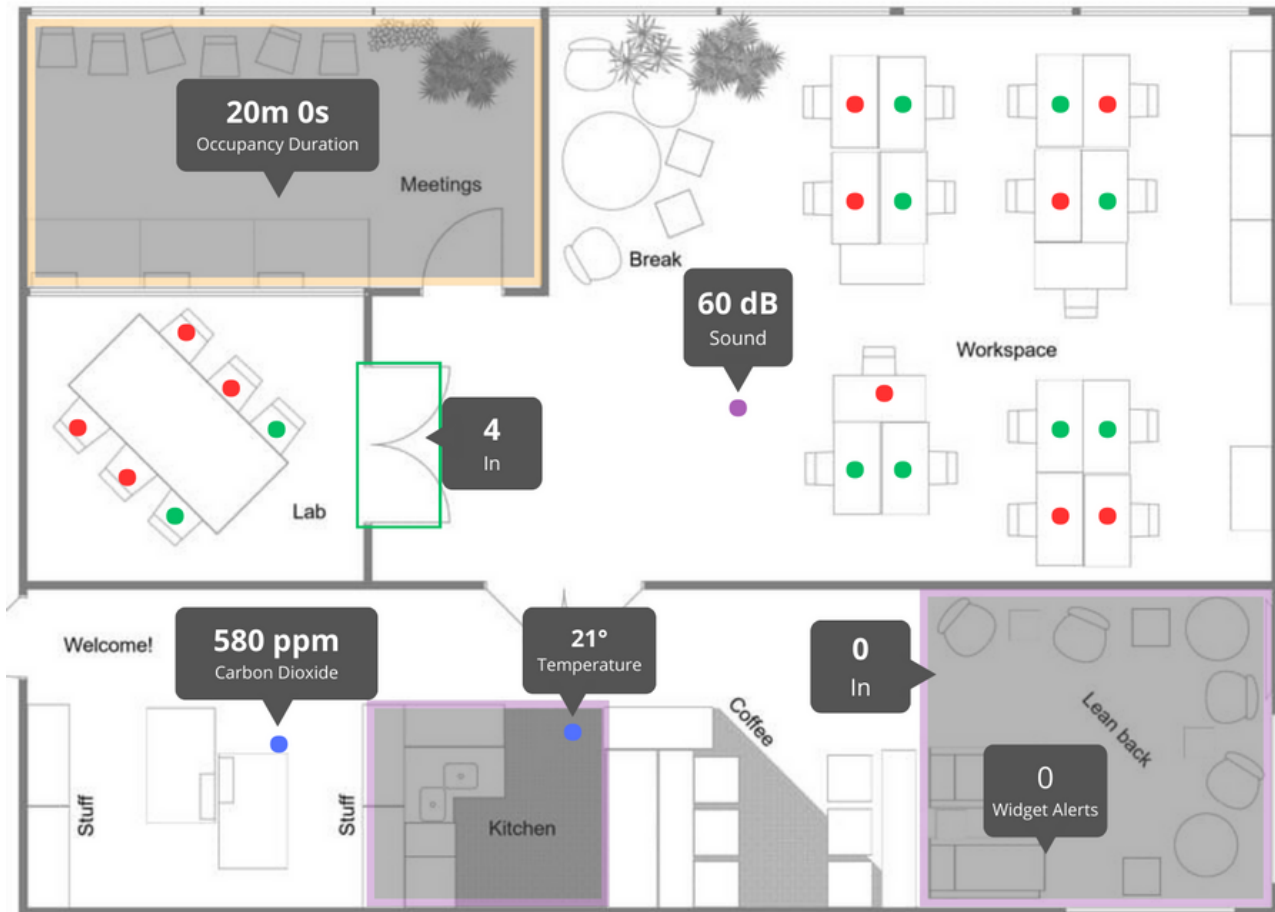 20m 0s
Occupancy Duration
Meetings
Break
60 dB
Sound
Workspace
4
In
Lab
Welcome!
580 ppm
Carbon Dioxide
21°
Temperature
0
In
Coffee
Lean back
0
Widget Alerts
Stuff
Stuff
Kitchen